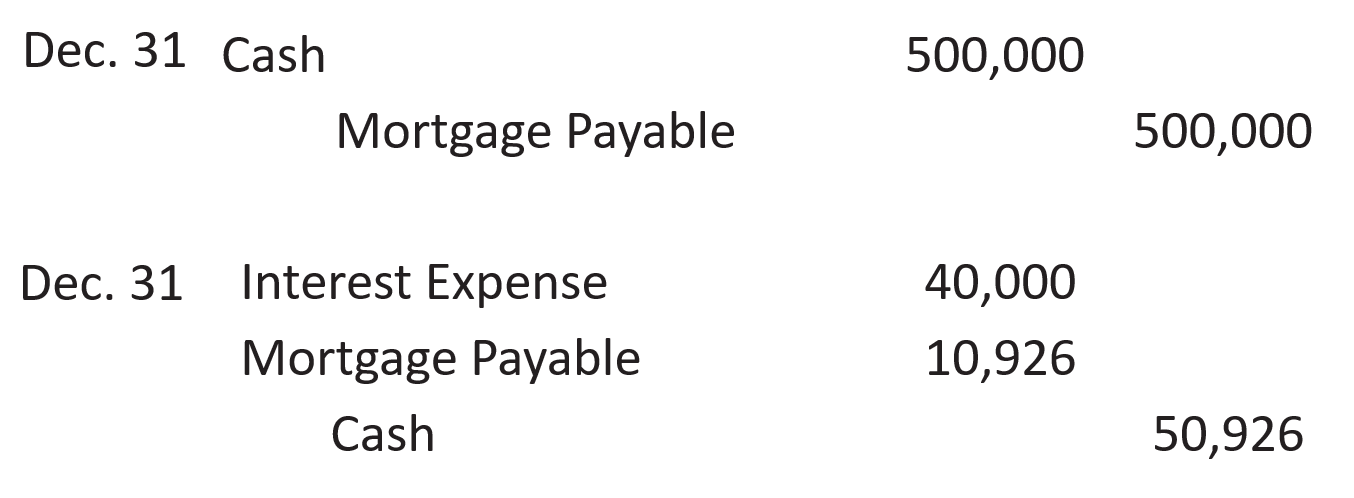 Dec. 31 Cash 500,000
Mortgage Payable 500,000
Dec. 31 Interest Expense 40,000
Mortgage Payable 10,926
Cash 50,926